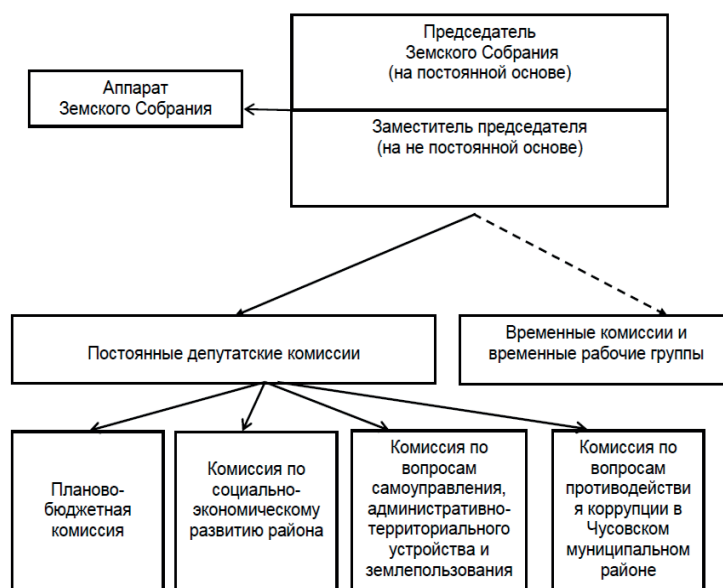 Председатель
Земского Собрания
(на постоянной основе)
Аппарат
Земского Собрания
Заместитель председателя
(на не постоянной основе)
Постоянные депутатские комиссии
Временные комиссии и
временные рабочие группы
Планово-
бюджетная
комиссия
Комиссия по
социально-
экономическому
развитию района
Комиссия по
вопросам
самоуправления,
административно-
территориального
устройства и
землепользования
Комиссия по
вопросам
противодействи
я коррупции в
Чусовском
муниципальном
районе